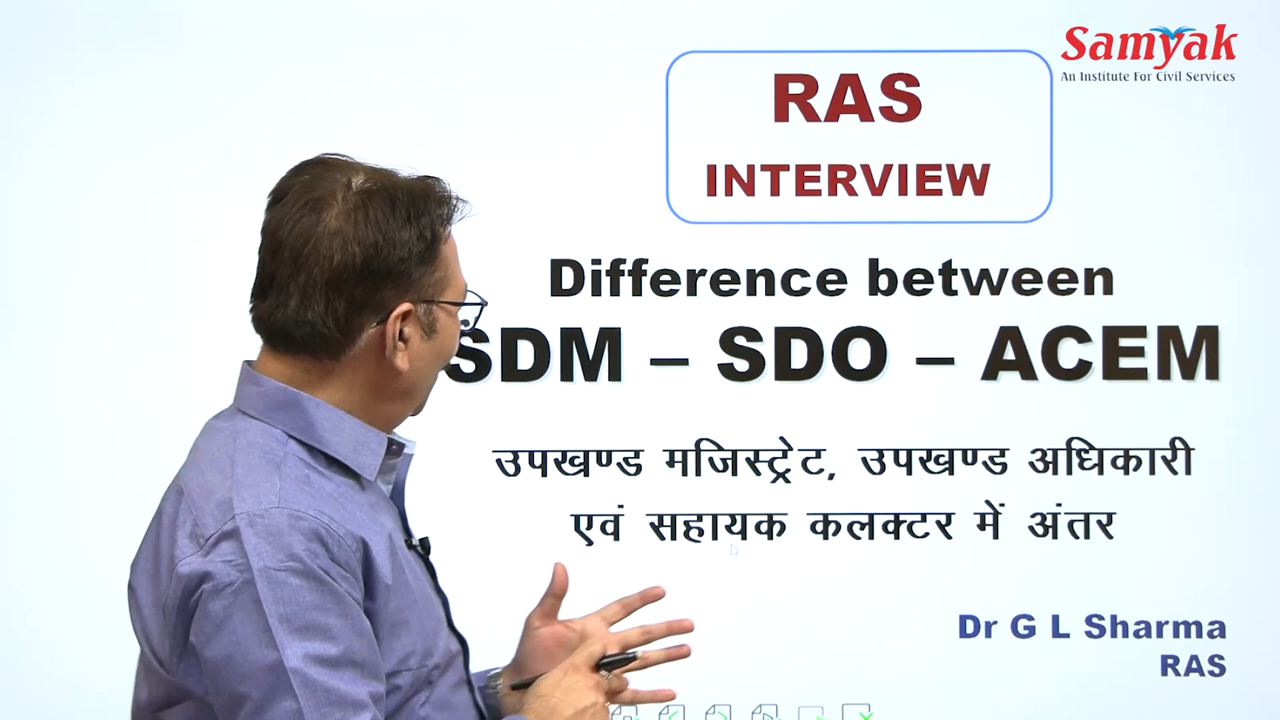 Samyak
An Institute For Civil Services
RAS
INTERVIEW
Difference between
SDM – SDO – ACEM
उपखण्ड मजिस्ट्रेट, उपखण्ड अधिकारी
एवं सहायक कलक्टर में अंतर
Dr G L Sharma
RAS